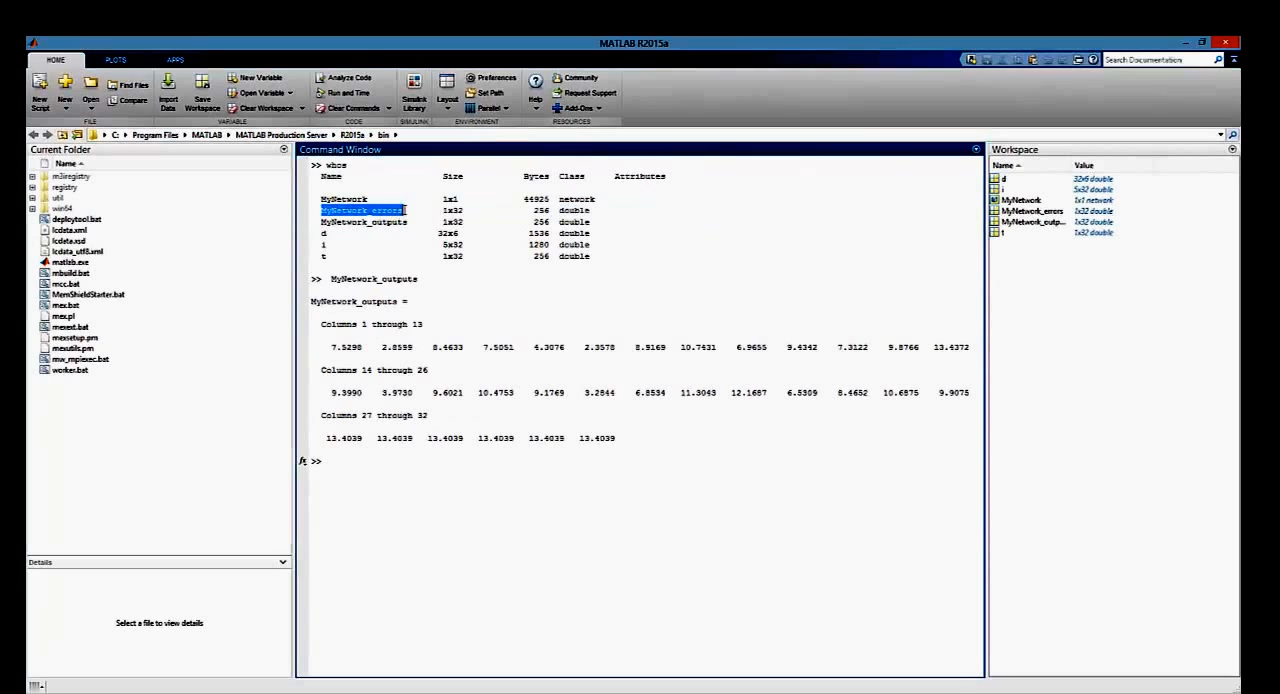 MATLAB R2015a
HOME PLOTS APPS
Search Documentation
New Script
New
Open
Find Files
Compare
Import Data
Save Workspace
New Variable
Open Variable
Clear Workspace
Analyze Code
Run and Time
Clear Commands
Simulink Library
Layout
Preferences
Set Path
Parallel
Help
Community
Request Support
Add-Ons
FILE VARIABLE CODE SIMULINK ENVIRONMENT RESOURCES
C: Program Files MATLAB MATLAB Production Server R2015a bin
Current Folder
Name
m3iregistry
registry
util
win64
deploytool.bat
lcdata.xml
lcdata.xsd
lcdata_utf8.xml
matlab.exe
mbuild.bat
mcc.bat
MemShieldStarter.bat
mex.bat
mex.pl
mexext.bat
mexsetup.pm
mexutils.pm
mw_mpiexec.bat
worker.bat
Details
Select a file to view details
Command Window
>> whos
Name Size Bytes Class Attributes
MyNetwork 1x1 44925 network
MyNetwork_errors 1x32 256 double
MyNetwork_outputs 1x32 256 double
d 32x6 1536 double
i 5x32 1280 double
t 1x32 256 double
>> MyNetwork_outputs
MyNetwork_outputs =
Columns 1 through 13
7.5298 2.8599 8.4633 7.5051 4.3076 2.3578 8.9169 10.7431 6.9655 9.4342 7.3122 9.8766 13.4372
Columns 14 through 26
9.3990 3.9730 9.6021 10.4753 9.1769 3.2844 6.8534 11.3043 12.1687 6.5309 8.4652 10.6875 9.9075
Columns 27 through 32
13.4039 13.4039 13.4039 13.4039 13.4039 13.4039
fx >>
Workspace
Name Value
d 32x6 double
i 5x32 double
MyNetwork 1x1 network
MyNetwork_errors 1x32 double
MyNetwork_outp... 1x32 double
t 1x32 double